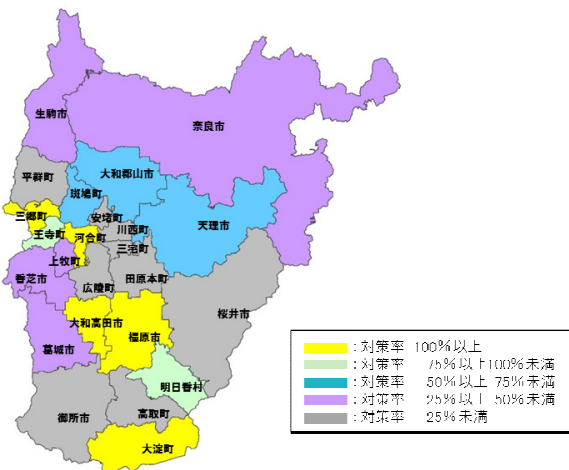 生駒市
奈良市
平群町
大和郡山市
斑鳩町
三郷町
安堵町
天理市
川西町
王寺町
河合町
三宅町
上牧町
香芝市
田原本町
広陵町
桜井市
大和高田市
橿原市
葛城市
明日香村
御所市
高取町
大淀町
：対策率 100％以上
：対策率 75％以上100％未満
：対策率 50％以上 75％未満
：対策率 25％以上 50％未満
：対策率 25％未満